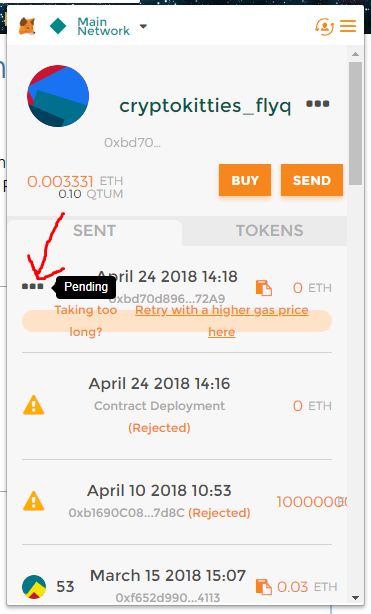 Main
Network
cryptokitties_flyq
0xbd70...
0.003331 ETH
0.10 QTUM
BUY
SEND
SENT
TOKENS
April 24 2018 14:18
Pending
0xbd70d896...72A9
0 ETH
Taking too long?
Retry with a higher gas price here
April 24 2018 14:16
Contract Deployment
(Rejected)
0 ETH
April 10 2018 10:53
0xb1690C08...7d8C (Rejected)
10000000
53
March 15 2018 15:07
0xf652d990...4113
0.03 ETH